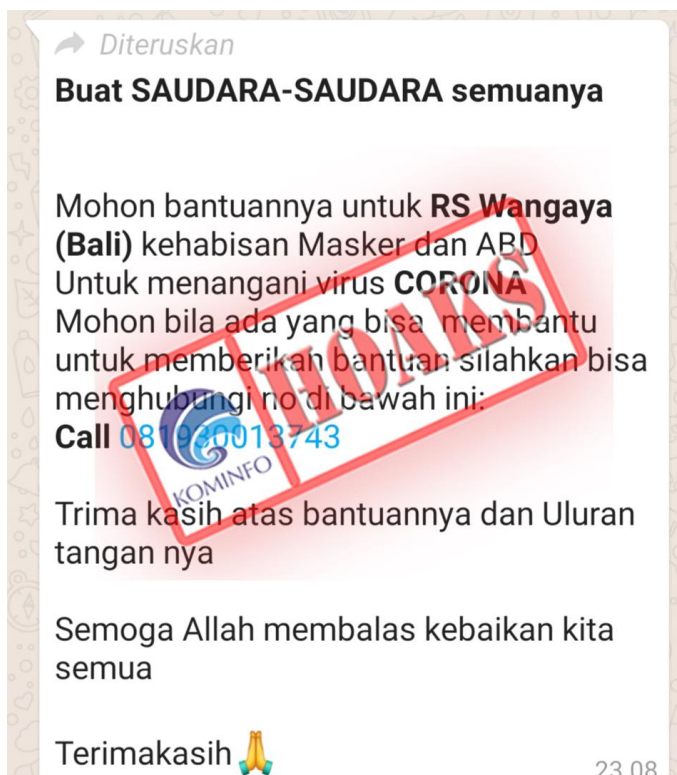 Diteruskan
Buat SAUDARA-SAUDARA semuanya
Mohon bantuannya untuk RS Wangaya
(Bali) kehabisan Masker dan ABD
Untuk menangani virus CORONA
Mohon bila ada yang bisa membantu
untuk memberikan bantuan silahkan bisa
menghubungi no di bawah ini:
Call 081930013743
HOAKS
KOMINFO
Trima kasih atas bantuannya dan Uluran
tangan nya
Semoga Allah membalas kebaikan kita
semua
Terimakasih 🙏
23.08